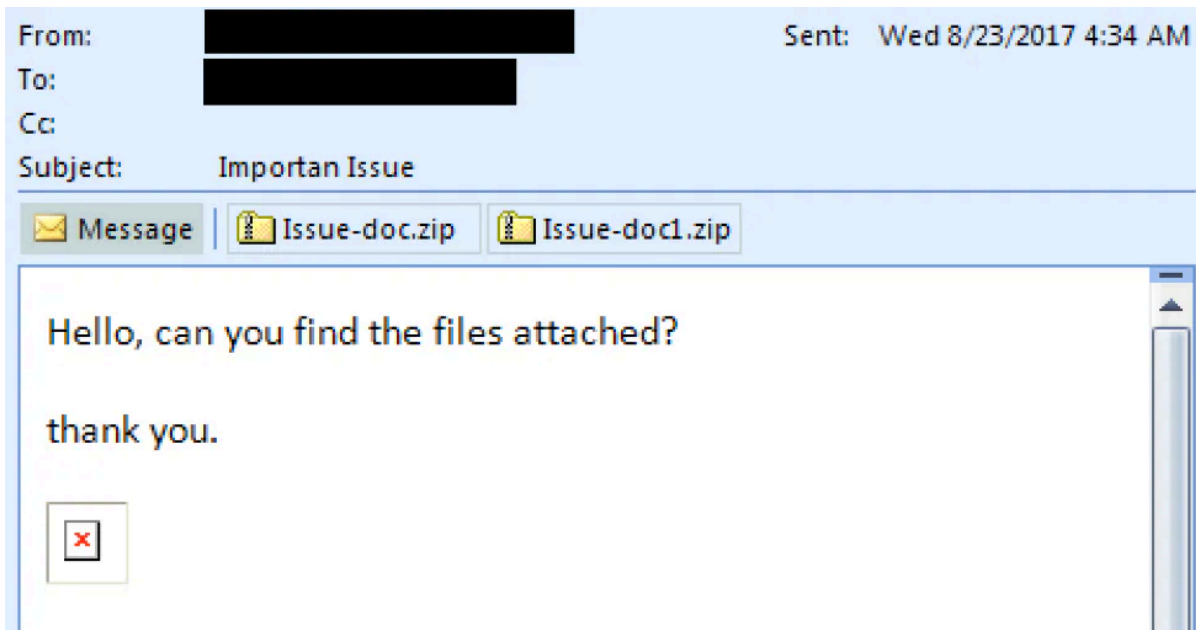 From: Sent: Wed 8/23/2017 4:34 AM
To:
Cc:
Subject: Importan Issue
Message Issue-doc.zip Issue-doc1.zip
Hello, can you find the files attached?
thank you.